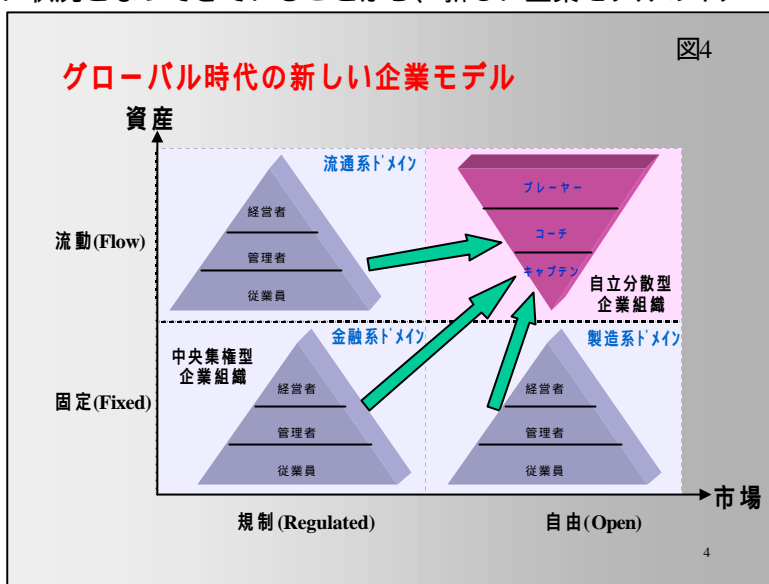 図4
グローバル時代の新しい企業モデル
資産
流通系ドメイン
プレーヤー
経営者
コーチ
流動(Flow)
管理者
キャプテン
自立分散型
企業組織
従業員
金融系ドメイン
製造系ドメイン
中央集権型
企業組織
固定(Fixed)
経営者
経営者
管理者
管理者
従業員
従業員
市場
規制(Regulated)
自由(Open)
4